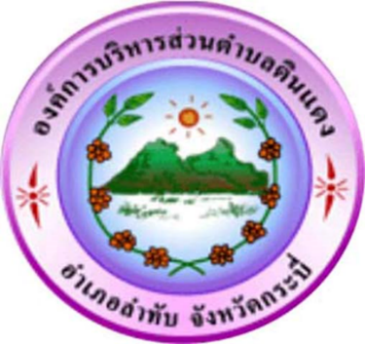 องค์การบริหารส่วนตำบลดินแดง
อำเภอลำทับ จังหวัดกระบี่